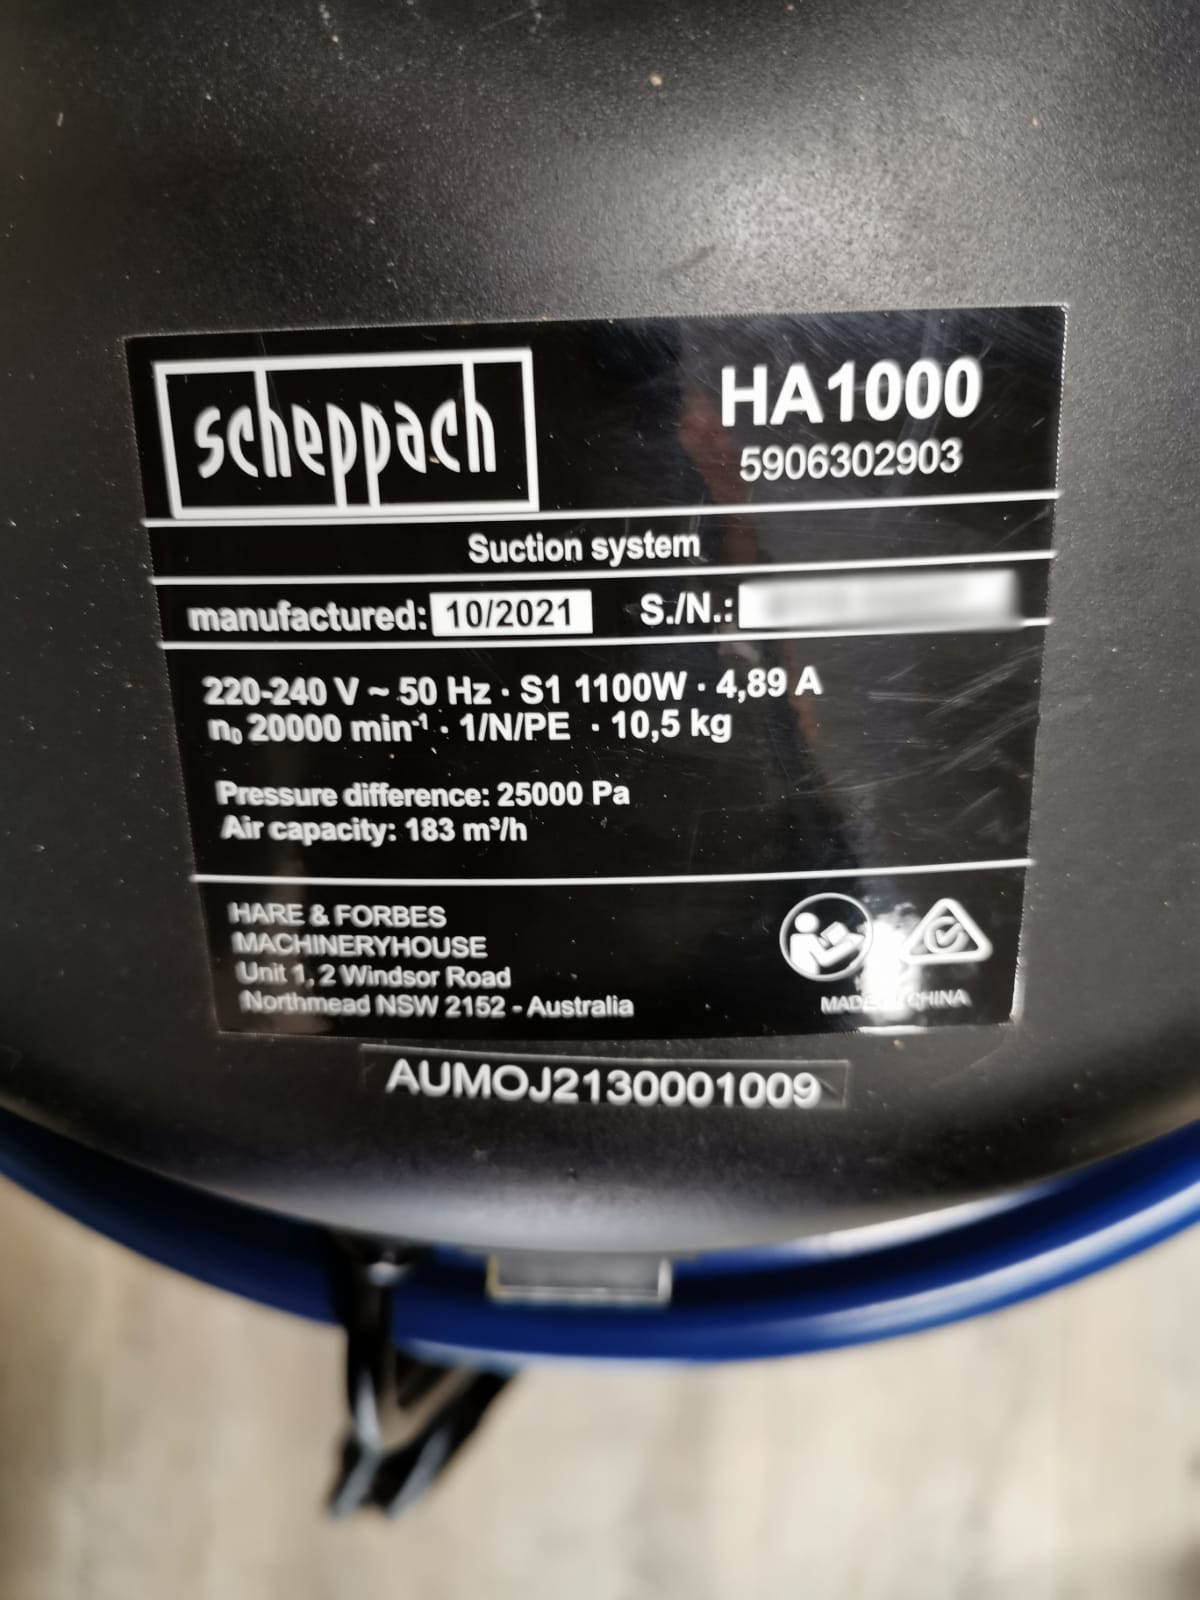 scheppach
HA1000
5906302903
Suction system
manufactured: 10/2021 S./N.:
220-240 V ~ 50 Hz · S1 1100W · 4,89 A
n₀ 20000 min⁻¹ · 1/N/PE · 10,5 kg
Pressure difference: 25000 Pa
Air capacity: 183 m³/h
HARE & FORBES
MACHINERYHOUSE
Unit 1, 2 Windsor Road
Northmead NSW 2152 - Australia
MADE CHINA
AUMOJ2130001009